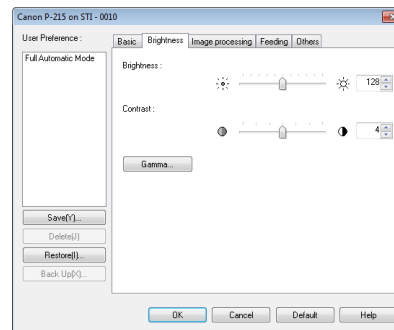 Canon P-215 on STI - 0010
User Preference :
Full Automatic Mode
Save(Y)...
Delete(J)
Restore(I)...
Back Up(X)...
Basic Brightness Image processing Feeding Others
Brightness :
128
Contrast :
4
Gamma...
OK Cancel Default Help